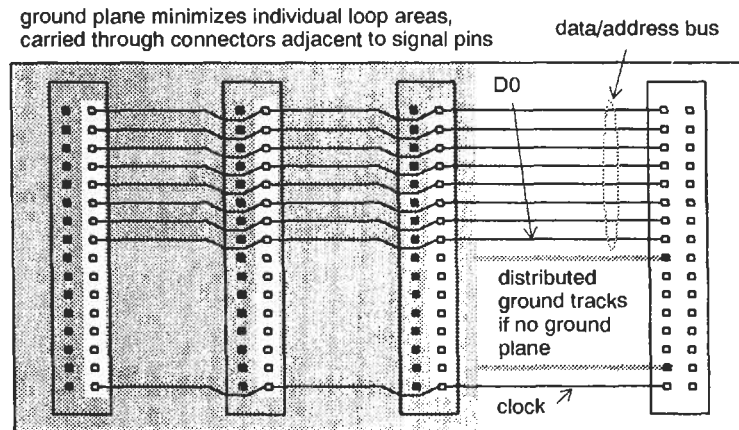 ground plane minimizes individual loop areas,
carried through connectors adjacent to signal pins
data/address bus
D0
distributed
ground tracks
if no ground
plane
clock